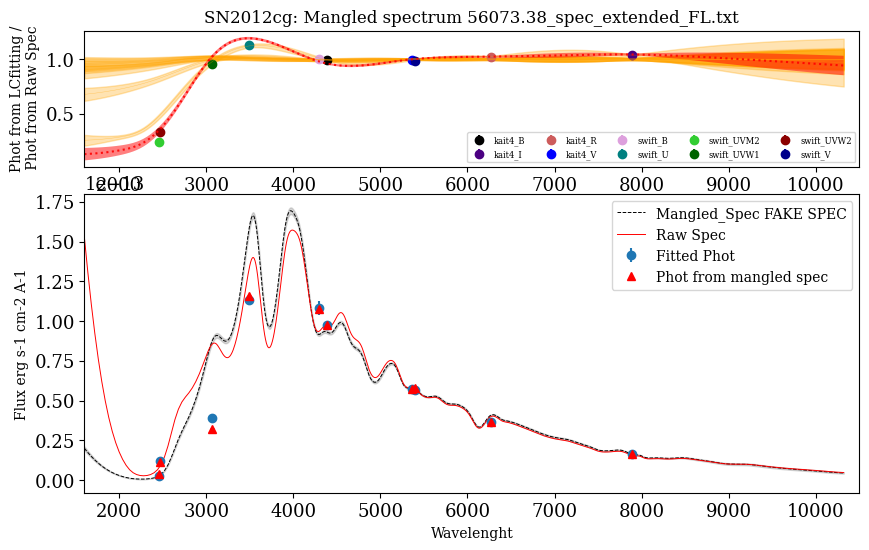 SN2012cg: Mangled spectrum 56073.38_spec_extended_FL.txt
Phot from LCfitting /
Phot from Raw Spec
1.0
0.5
kait4_B kait4_R swift_B swift_UVM2 swift_UVW2
kait4_I kait4_V swift_U swift_UVW1 swift_V
2000 3000 4000 5000 6000 7000 8000 9000 10000
1e−13
Flux erg s-1 cm-2 A-1
1.75
1.50
1.25
1.00
0.75
0.50
0.25
0.00
Mangled_Spec FAKE SPEC
Raw Spec
Fitted Phot
Phot from mangled spec
2000 3000 4000 5000 6000 7000 8000 9000 10000
Wavelenght